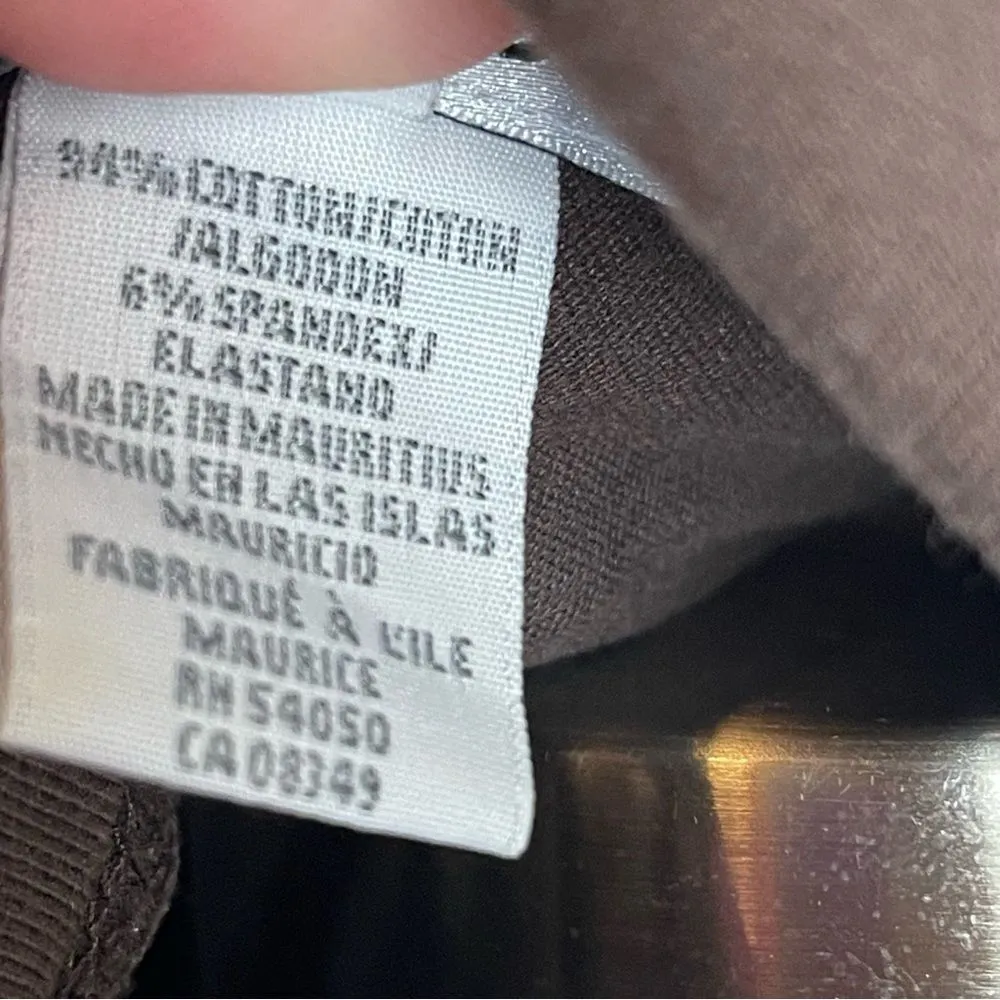 94% COTTON/COTON
/ALGODON
6% SPANDEX/
ELASTANO
MADE IN MAURITIUS
HECHO EN LAS ISLAS
MAURICIO
FABRIQUÉ À L'ILE
MAURICE
RN 54050
CA 08349